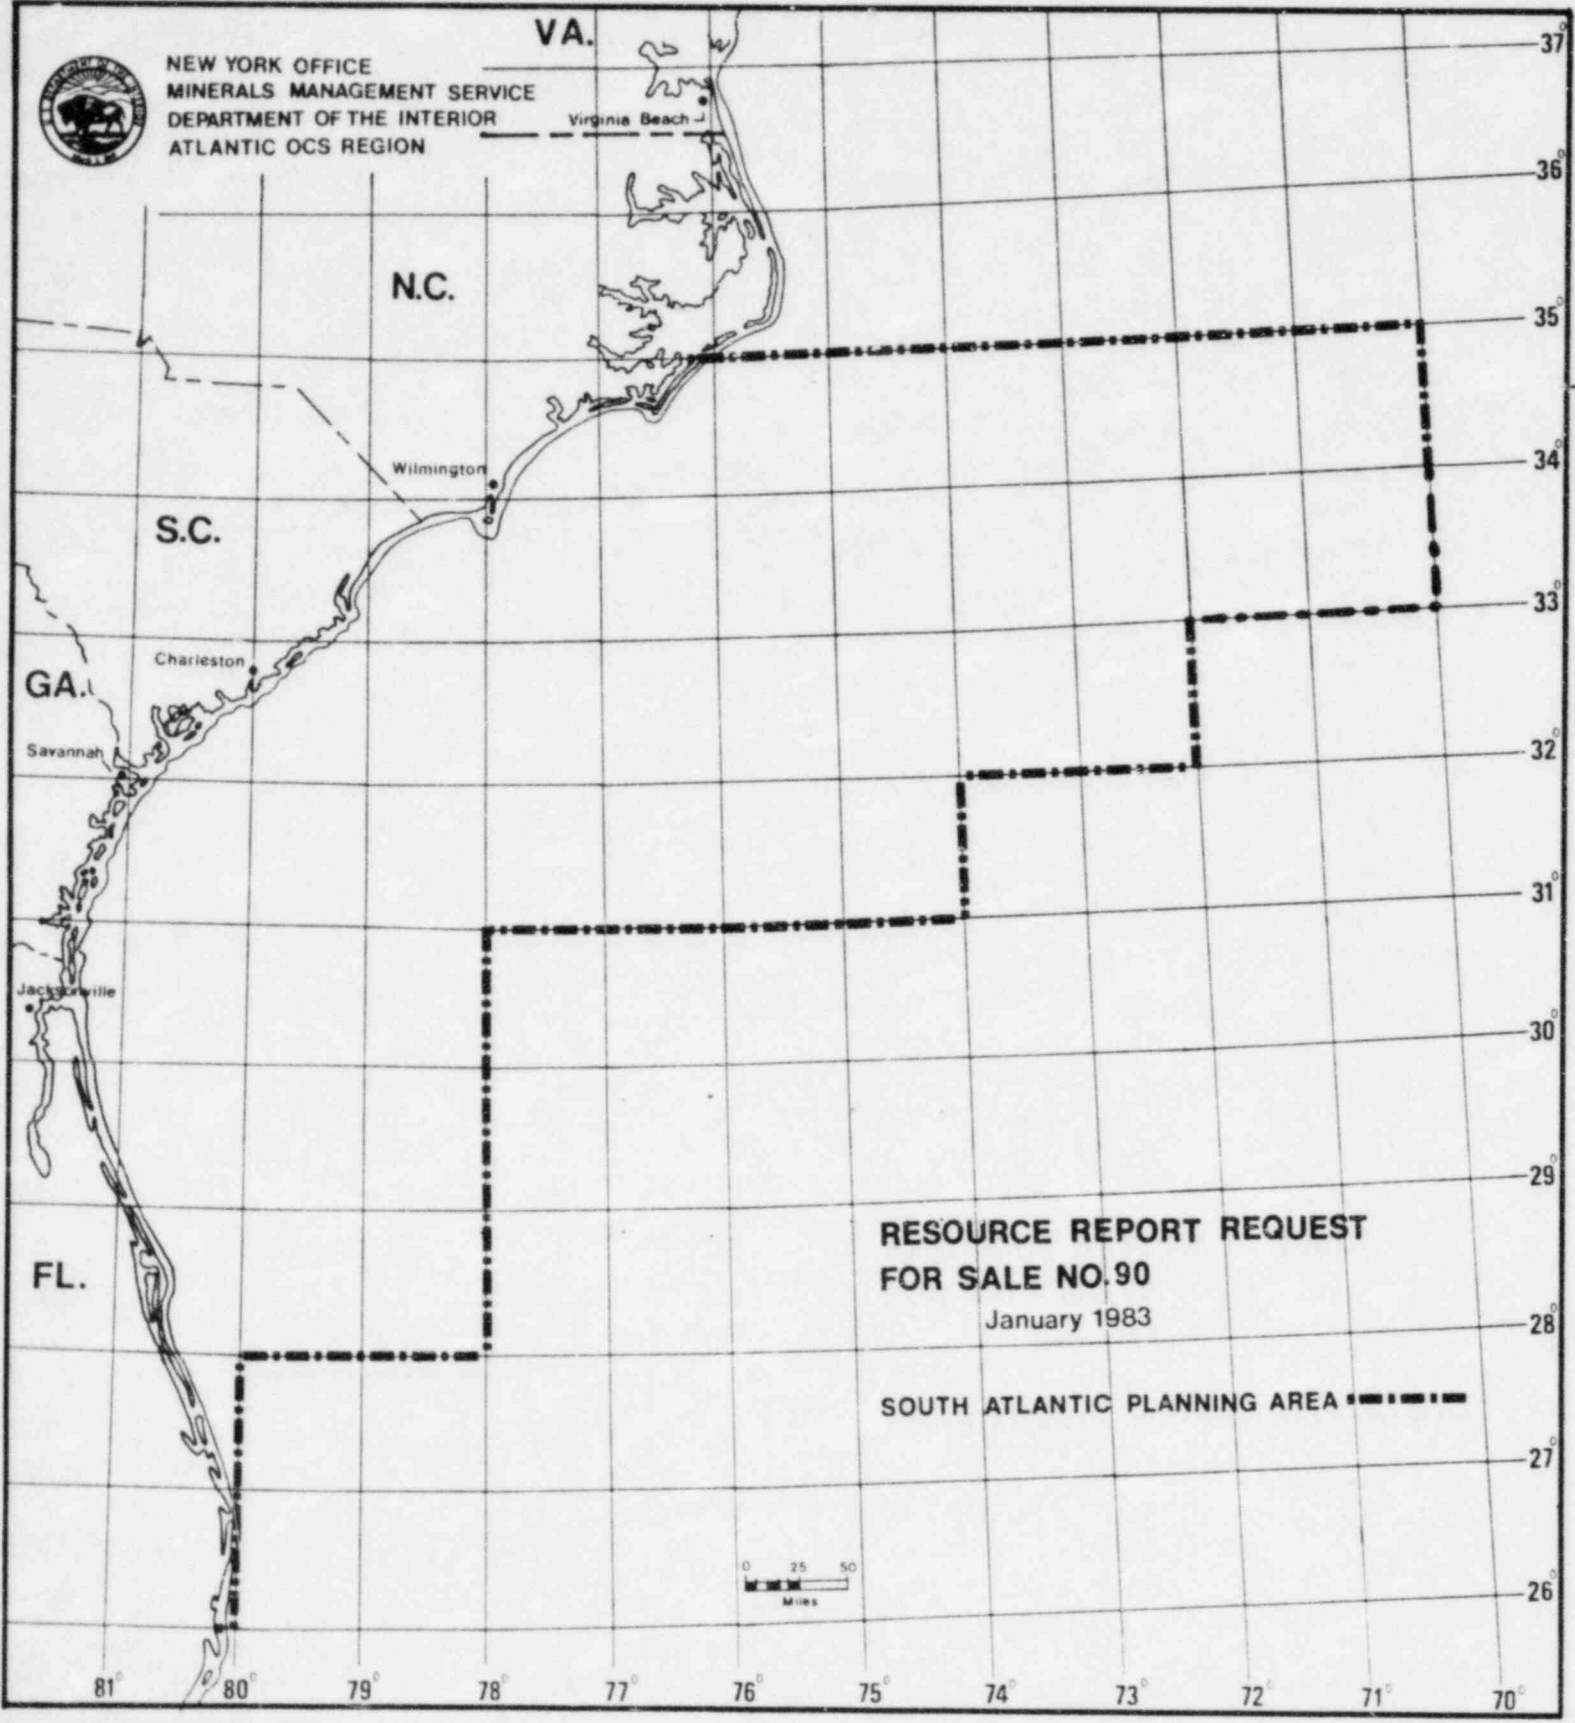 VA.
NEW YORK OFFICE
MINERALS MANAGEMENT SERVICE
DEPARTMENT OF THE INTERIOR
ATLANTIC OCS REGION
Virginia Beach
37°
36°
N.C.
35°
Wilmington
34°
S.C.
33°
Charleston
GA.
Savannah
32°
31°
Jacksonville
30°
29°
RESOURCE REPORT REQUEST
FOR SALE NO.90
January 1983
FL.
28°
SOUTH ATLANTIC PLANNING AREA
27°
0 25 50
Miles
26°
81° 80° 79° 78° 77° 76° 75° 74° 73° 72° 71° 70°